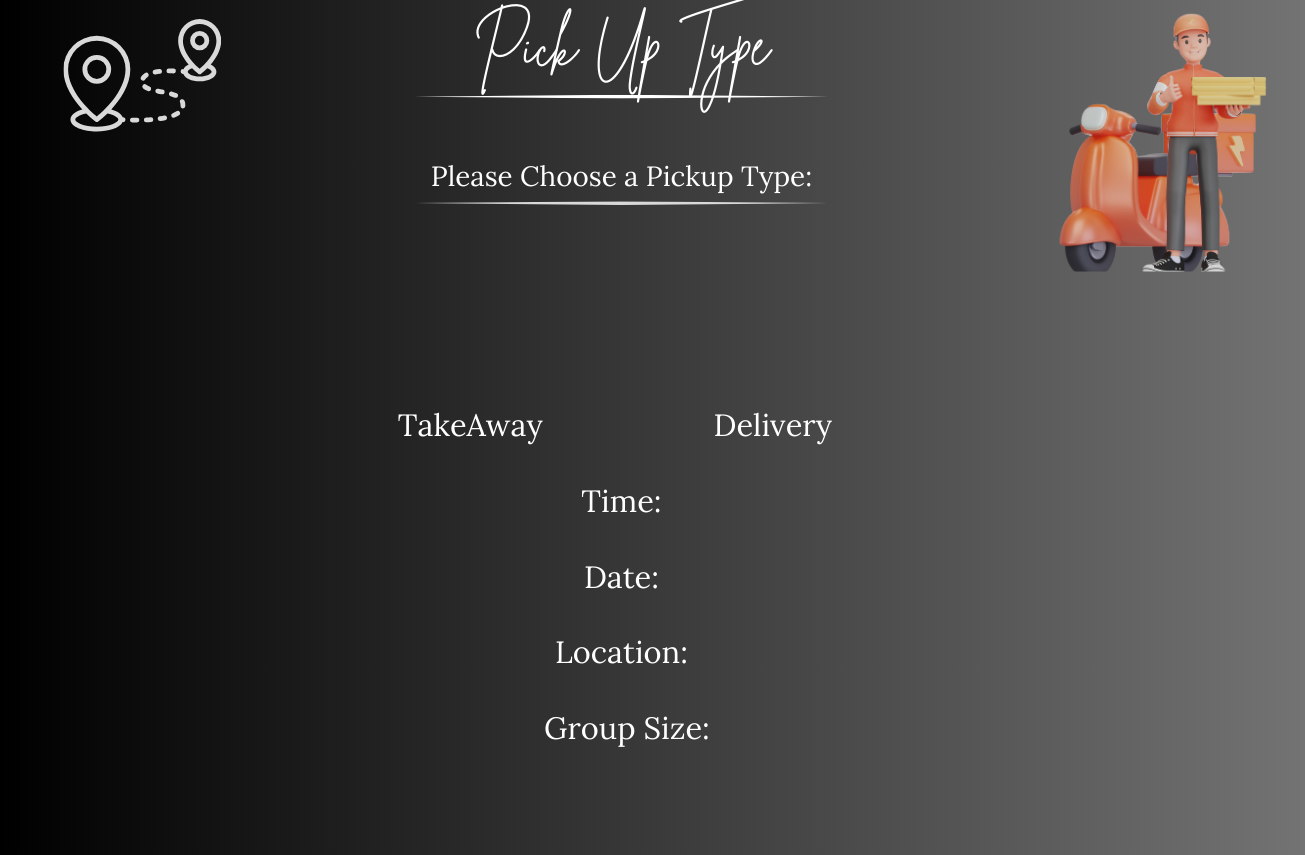 Pick Up Type
Please Choose a Pickup Type:
TakeAway Delivery
Time:
Date:
Location:
Group Size: